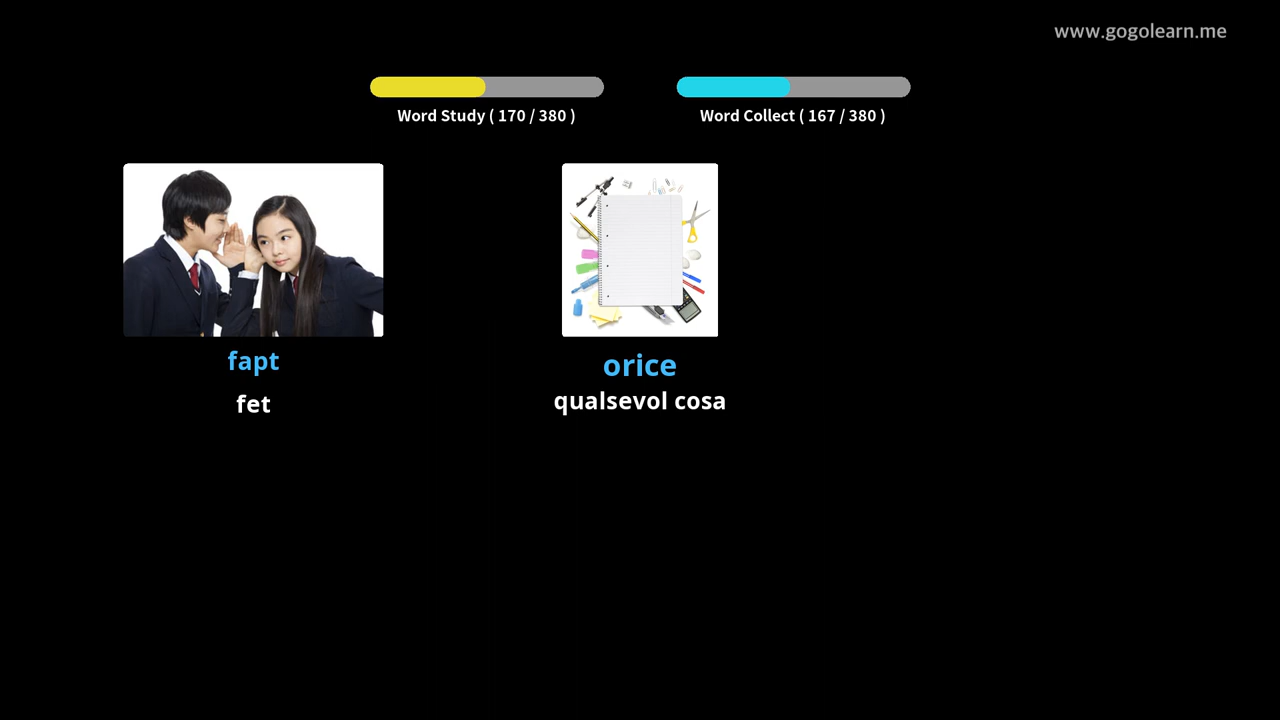 www.gogolearn.me
Word Study ( 170 / 380 )
Word Collect ( 167 / 380 )
fapt
fet
orice
qualsevol cosa